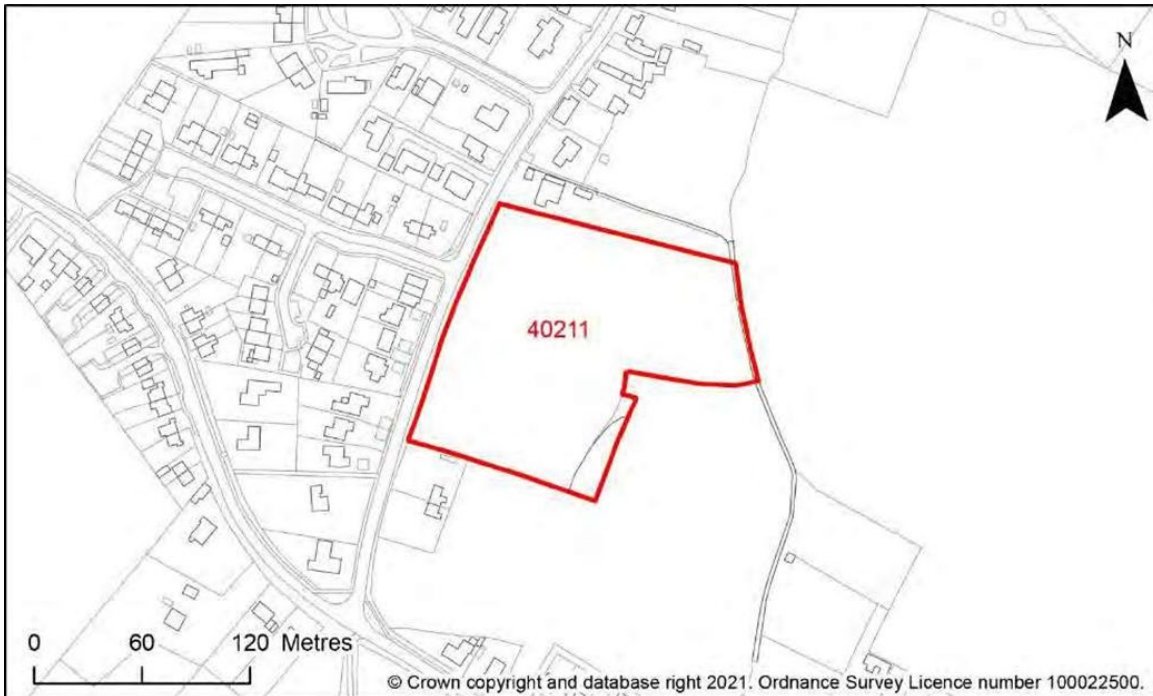 N
40211
0 60 120 Metres
© Crown copyright and database right 2021. Ordnance Survey Licence number 100022500.